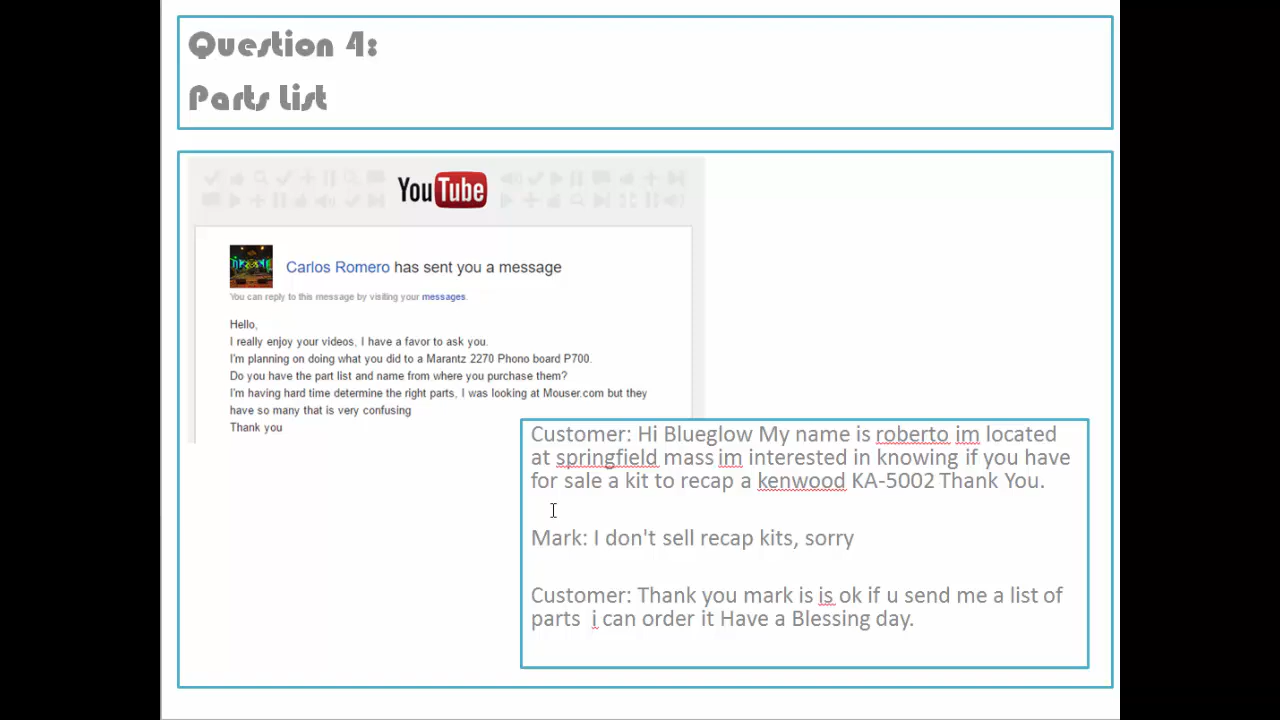 Question 4:
Parts List
YouTube
Carlos Romero has sent you a message
You can reply to this message by visiting your messages.
Hello,
I really enjoy your videos, I have a favor to ask you.
I'm planning on doing what you did to a Marantz 2270 Phono board P700.
Do you have the part list and name from where you purchase them?
I'm having hard time determine the right parts, I was looking at Mouser.com but they
have so many that is very confusing
Thank you
Customer: Hi Blueglow My name is roberto im located
at springfield mass im interested in knowing if you have
for sale a kit to recap a kenwood KA-5002 Thank You.
Mark: I don't sell recap kits, sorry
Customer: Thank you mark is is ok if u send me a list of
parts i can order it Have a Blessing day.